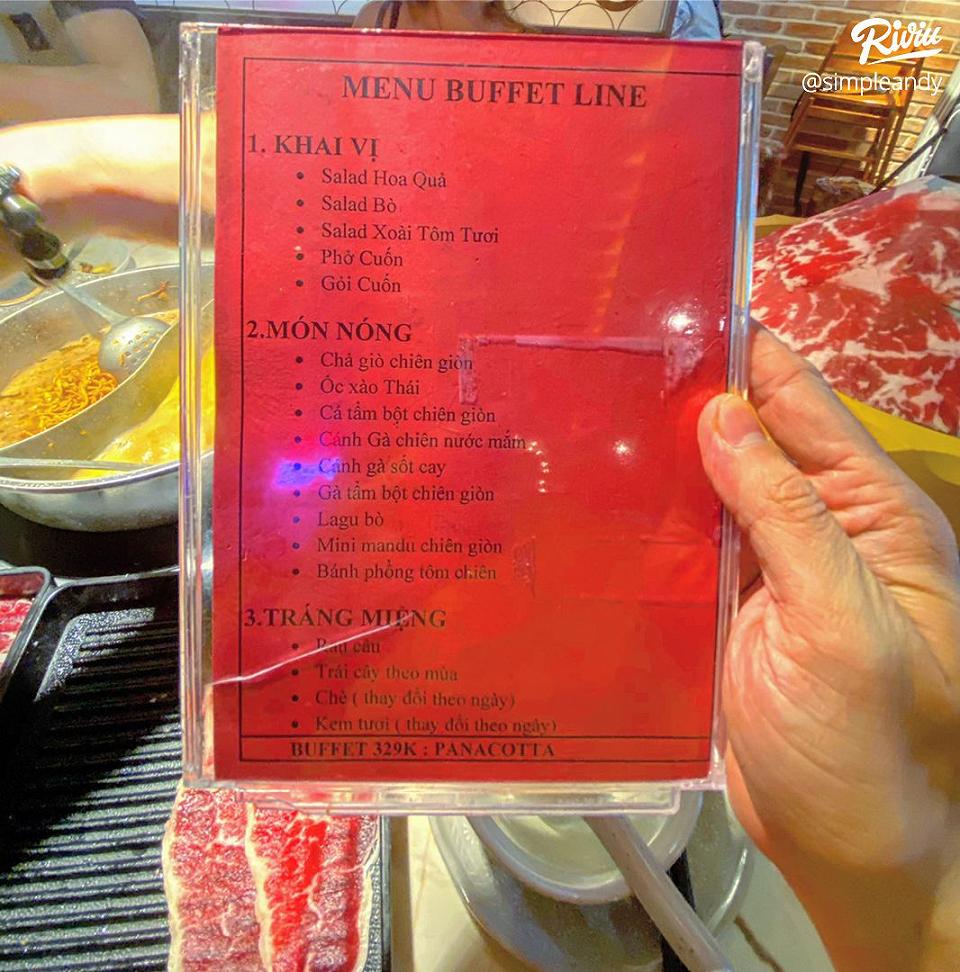 Riviu
@simpleandy
MENU BUFFET LINE
1. KHAI VỊ
• Salad Hoa Quả
• Salad Bò
• Salad Xoài Tôm Tươi
• Phở Cuốn
• Gỏi Cuốn
2.MÓN NÓNG
• Chả giò chiên giòn
• Ốc xào Thái
• Cá tẩm bột chiên giòn
• Cánh Gà chiên nước mắm
• Cánh gà sốt cay
• Gà tẩm bột chiên giòn
• Lagu bò
• Mini mandu chiên giòn
• Bánh phồng tôm chiên
3.TRÁNG MIỆNG
• Rau câu
• Trái cây theo mùa
• Chè ( thay đổi theo ngày)
• Kem tươi ( thay đổi theo ngày)
BUFFET 329K : PANACOTTA